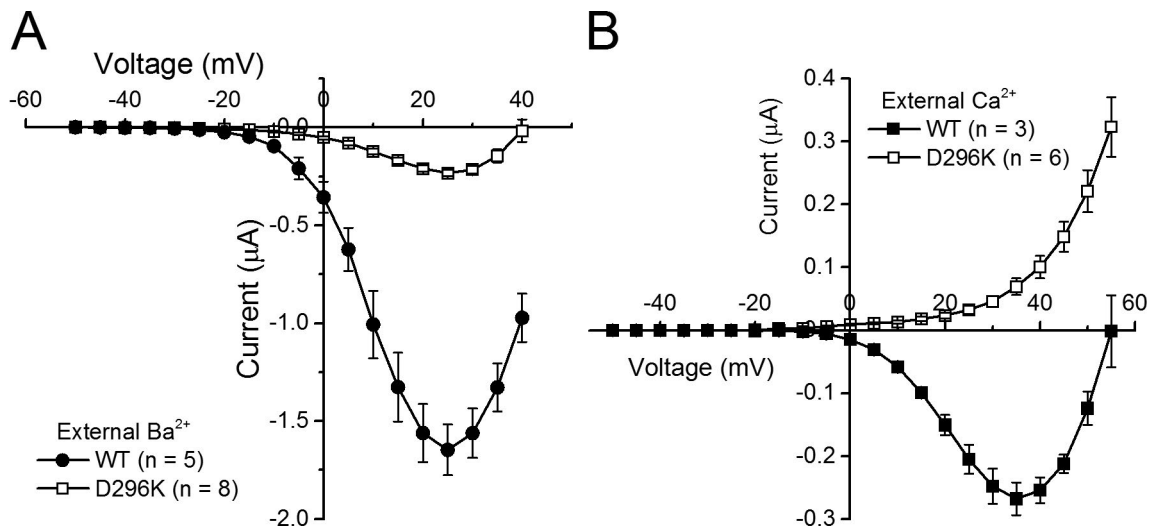 A
Voltage (mV)
-60 -40 -20 0 20 40
0.0
-0.5
-1.0
-1.5
-2.0
Current (µA)
External Ba²⁺
WT (n = 5)
D296K (n = 8)
B
0.4
0.3
0.2
0.1
-0.1
-0.2
-0.3
Current (µA)
External Ca²⁺
WT (n = 3)
D296K (n = 6)
-40 -20 0 20 40 60
Voltage (mV)